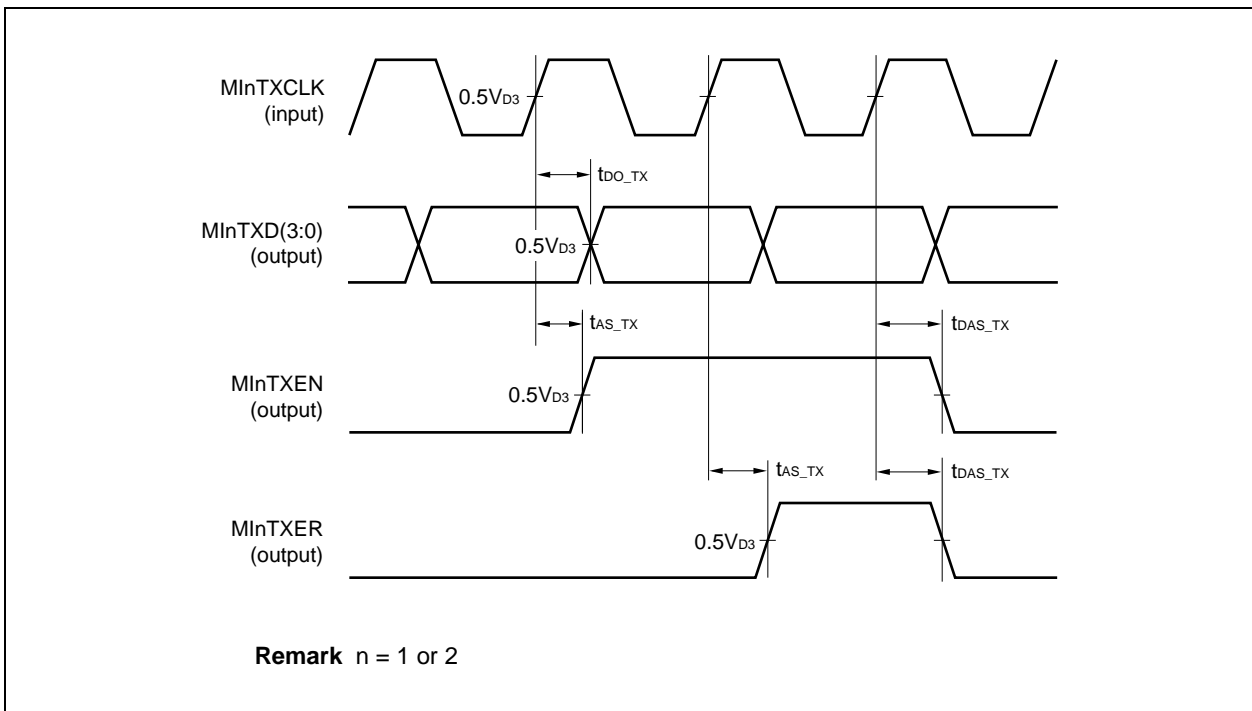 MInTXCLK
(input)
0.5VD3
tDO_TX
MInTXD(3:0)
(output)
0.5VD3
tAS_TX
tDAS_TX
MInTXEN
(output)
0.5VD3
tAS_TX
tDAS_TX
MInTXER
(output)
0.5VD3
Remark n = 1 or 2